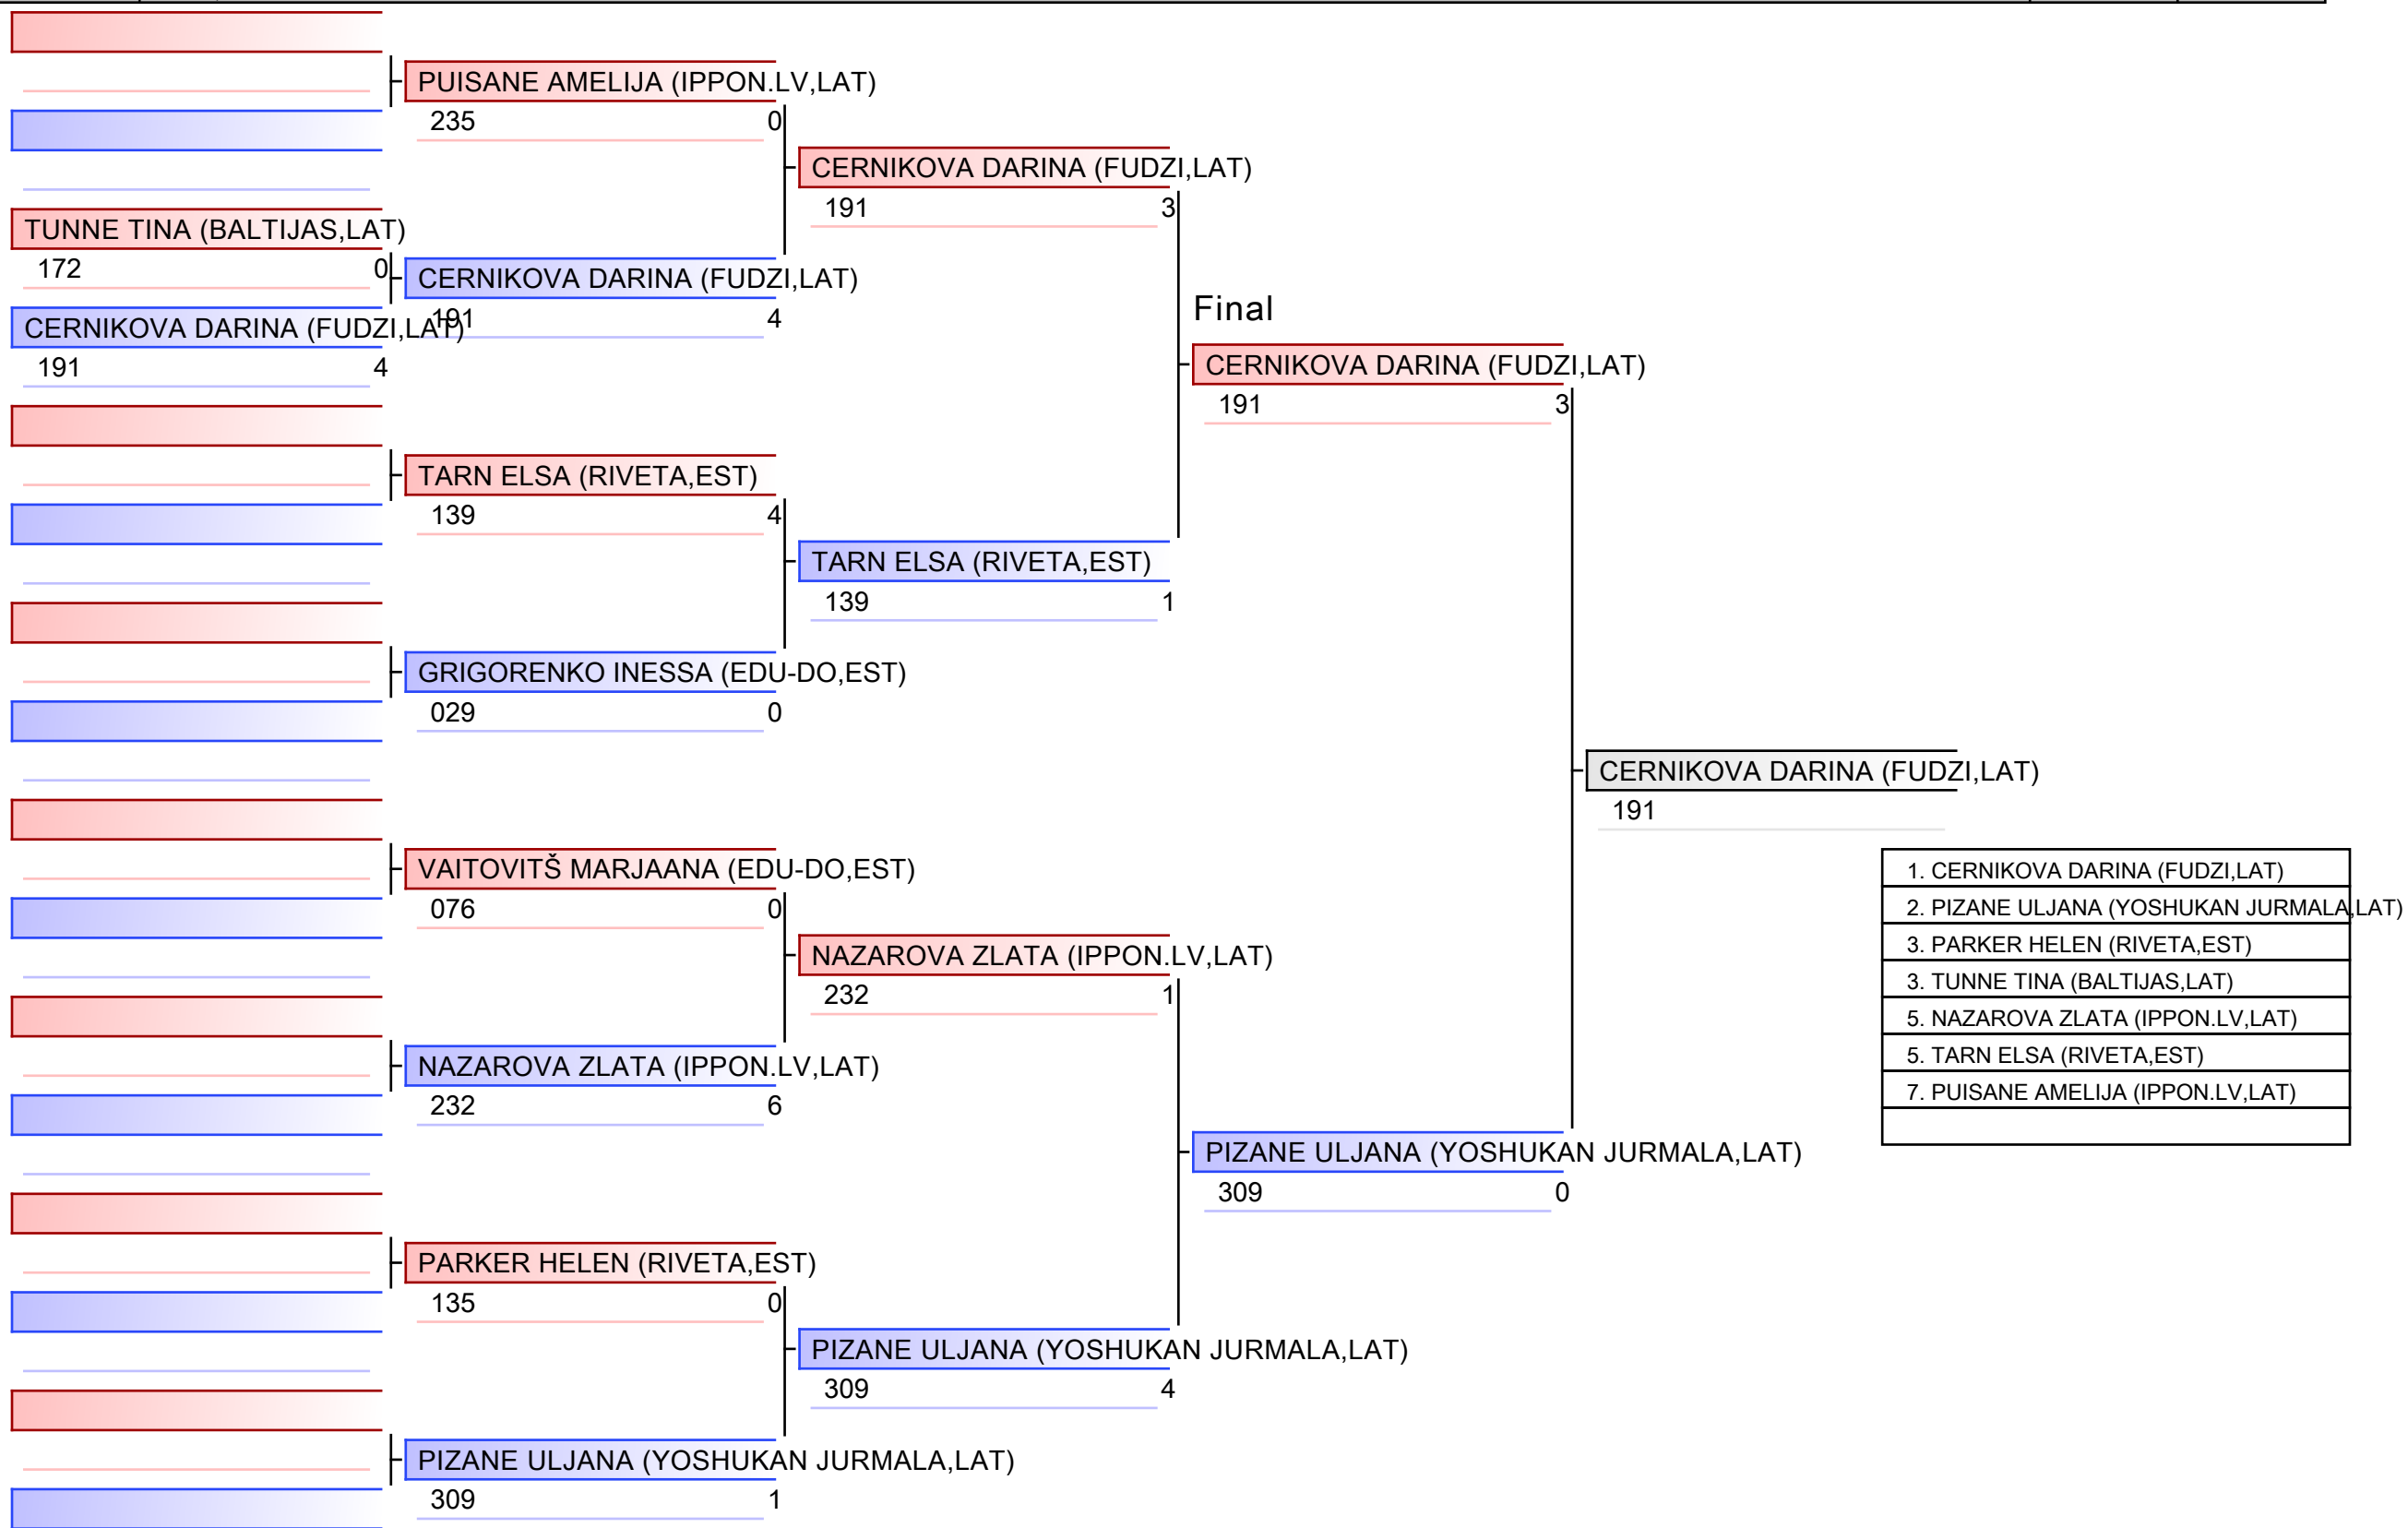 PUISANE AMELIJA (IPPON.LV,LAT)
235 0
TUNNE TINA (BALTIJAS,LAT)
172 0
CERNIKOVA DARINA (FUDZI,LAT)
191 4
CERNIKOVA DARINA (FUDZI,LAT)
191 4
CERNIKOVA DARINA (FUDZI,LAT)
191 3
TARN ELSA (RIVETA,EST)
139 4
GRIGORENKO INESSA (EDU-DO,EST)
029 0
TARN ELSA (RIVETA,EST)
139 1
VAITOVITŠ MARJAANA (EDU-DO,EST)
076 0
NAZAROVA ZLATA (IPPON.LV,LAT)
232 6
NAZAROVA ZLATA (IPPON.LV,LAT)
232 1
PARKER HELEN (RIVETA,EST)
135 0
PIZANE ULJANA (YOSHUKAN JURMALA,LAT)
309 1
PIZANE ULJANA (YOSHUKAN JURMALA,LAT)
309 4
Final
CERNIKOVA DARINA (FUDZI,LAT)
191 3
PIZANE ULJANA (YOSHUKAN JURMALA,LAT)
309 0
CERNIKOVA DARINA (FUDZI,LAT)
191
1. CERNIKOVA DARINA (FUDZI,LAT)
2. PIZANE ULJANA (YOSHUKAN JURMALA,LAT)
3. PARKER HELEN (RIVETA,EST)
3. TUNNE TINA (BALTIJAS,LAT)
5. NAZAROVA ZLATA (IPPON.LV,LAT)
5. TARN ELSA (RIVETA,EST)
7. PUISANE AMELIJA (IPPON.LV,LAT)